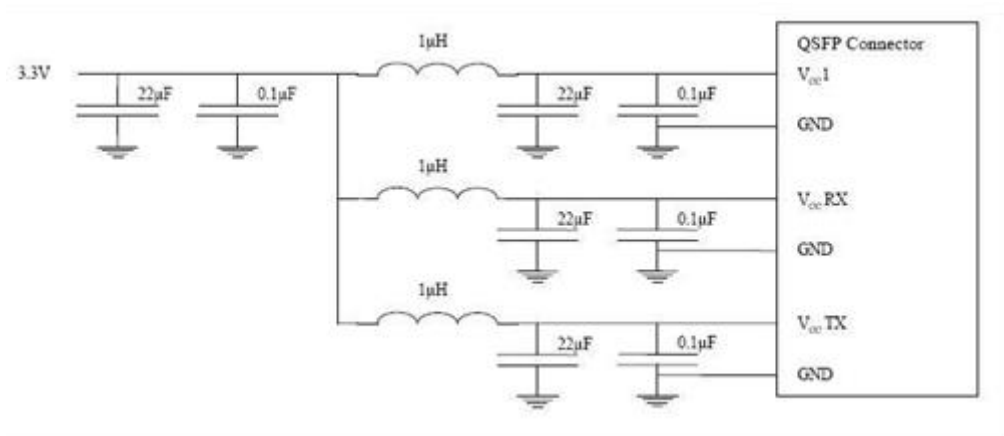 1μH
QSFP Connector
3.3V
Vcc1
22μF
0.1μF
22μF
0.1μF
GND
1μH
Vcc RX
22μF
0.1μF
GND
1μH
Vcc TX
22μF
0.1μF
GND